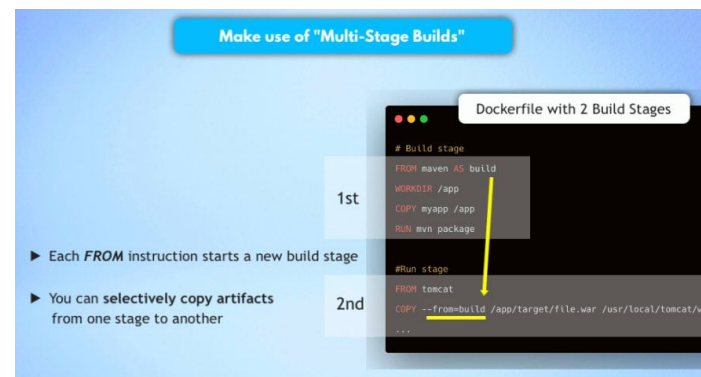 Make use of "Multi-Stage Builds"
Dockerfile with 2 Build Stages
# Build stage
FROM maven AS build
WORKDIR /app
COPY myapp /app
RUN mvn package
1st
#Run stage
FROM tomcat
COPY --from=build /app/target/file.war /usr/local/tomcat/w
...
2nd
▶ Each FROM instruction starts a new build stage
▶ You can selectively copy artifacts
from one stage to another